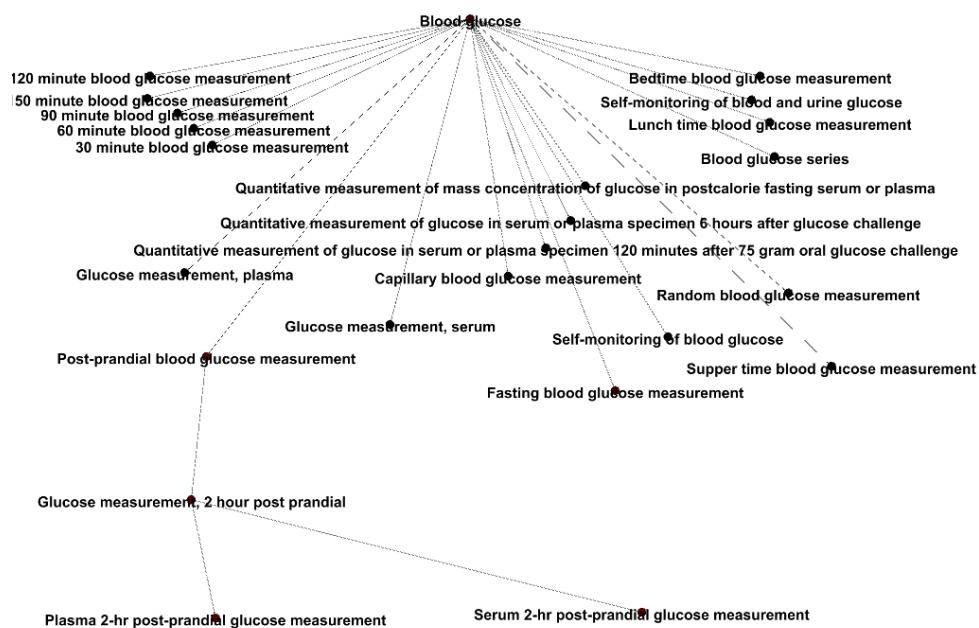 Blood glucose
120 minute blood glucose measurement
Bedtime blood glucose measurement
150 minute blood glucose measurement
Self-monitoring of blood and urine glucose
90 minute blood glucose measurement
Lunch time blood glucose measurement
60 minute blood glucose measurement
30 minute blood glucose measurement
Blood glucose series
Quantitative measurement of mass concentration of glucose in postcalorie fasting serum or plasma
Quantitative measurement of glucose in serum or plasma specimen 6 hours after glucose challenge
Quantitative measurement of glucose in serum or plasma specimen 120 minutes after 75 gram oral glucose challenge
Glucose measurement, plasma
Capillary blood glucose measurement
Random blood glucose measurement
Glucose measurement, serum
Self-monitoring of blood glucose
Post-prandial blood glucose measurement
Supper time blood glucose measurement
Fasting blood glucose measurement
Glucose measurement, 2 hour post prandial
Plasma 2-hr post-prandial glucose measurement
Serum 2-hr post-prandial glucose measurement